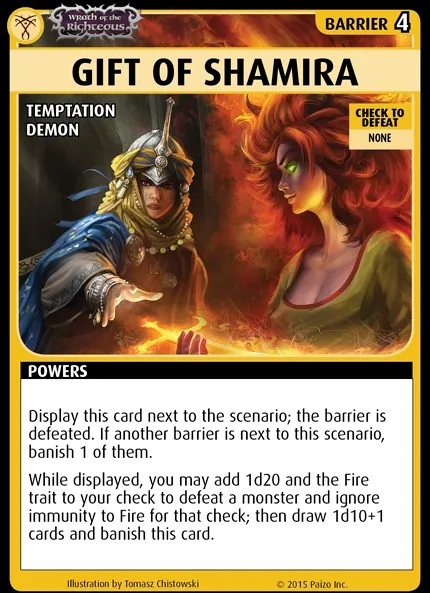 Wrath of the
Righteous
BARRIER 4
GIFT OF SHAMIRA
TEMPTATION
DEMON
CHECK TO
DEFEAT
NONE
POWERS
Display this card next to the scenario; the barrier is
defeated. If another barrier is next to this scenario,
banish 1 of them.
While displayed, you may add 1d20 and the Fire
trait to your check to defeat a monster and ignore
immunity to Fire for that check; then draw 1d10+1
cards and banish this card.
Illustration by Tomasz Chistowski
© 2015 Paizo Inc.